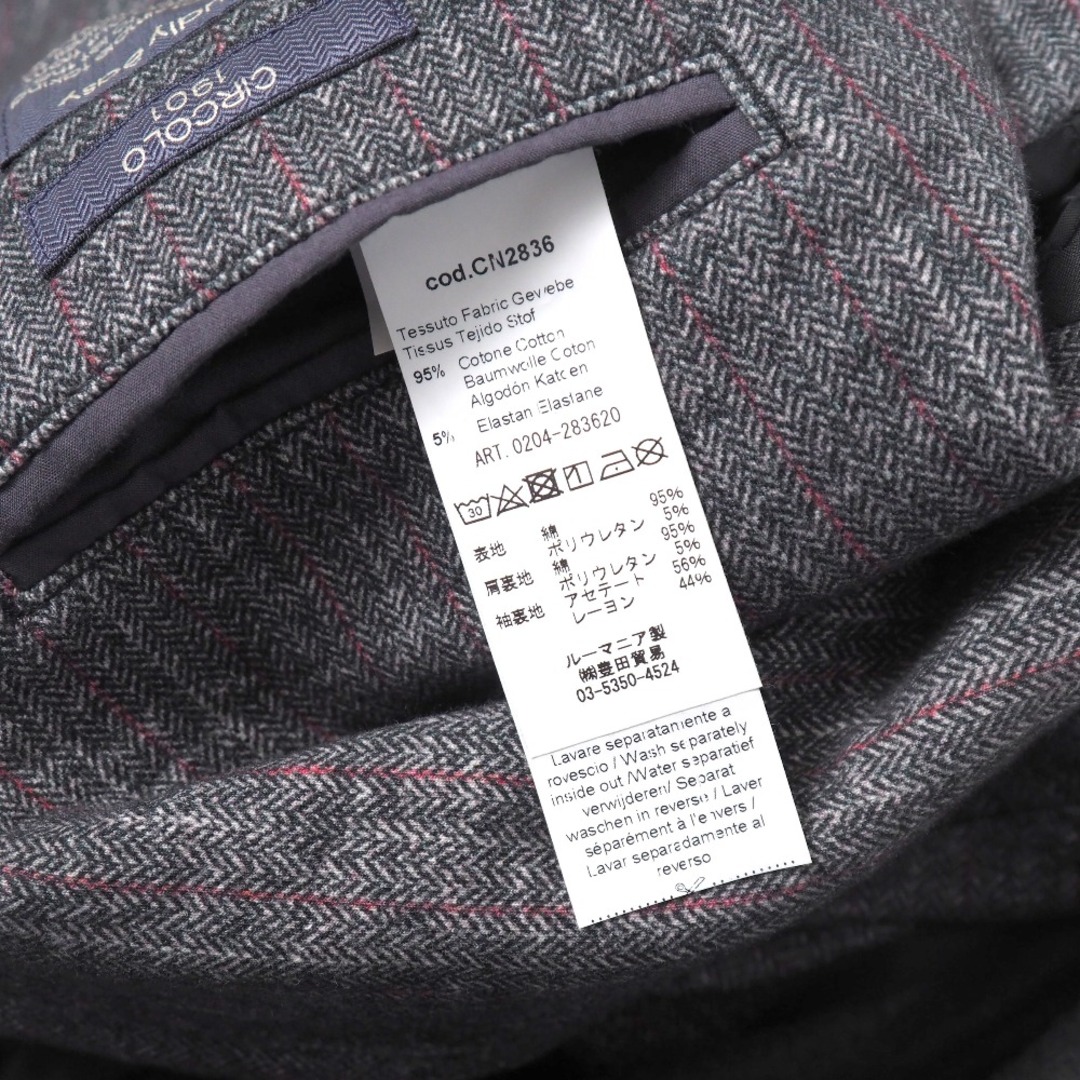 CIRCOLO
1901
cod.CN2836
Tessuto Fabric Gewebe
Tissus Tejido Stof
95% Cotone Cotton
Baumwolle Coton
Algodón Katoen
5% Elastan Elastane
ART. 0204-283620
30
表地 綿 95%
ポリウレタン 5%
肩裏地 綿 95%
ポリウレタン 5%
袖裏地 アセテート 56%
レーヨン 44%
ルーマニア製
㈱豊田貿易
03-5350-4524
Lavare separatamente a
rovescio / Wash separately
inside out /Water separatief
verwijderen/ Separat
waschen in reverse / Laver
séparément à l'envers /
Lavar separadamente al
reverso